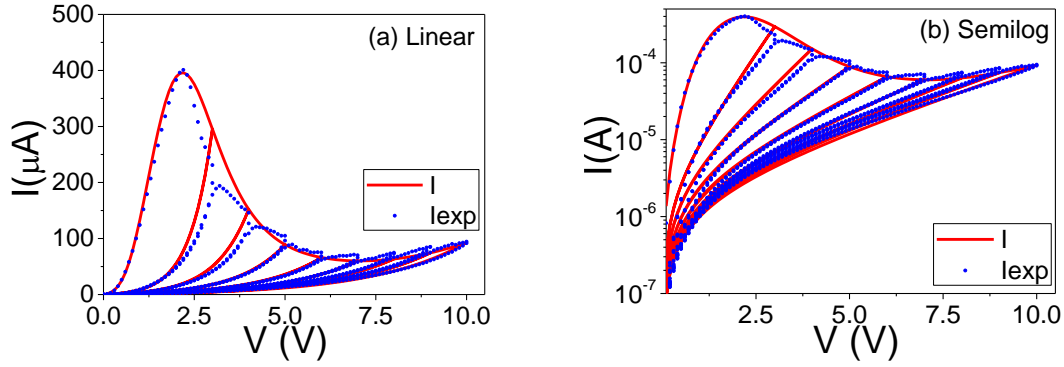 (a) Linear
I(μA)
500
400
300
200
100
0
0.0 2.5 5.0 7.5 10.0
V (V)
I
Iexp
(b) Semilog
I(A)
10⁻⁴
10⁻⁵
10⁻⁶
10⁻⁷
2.5 5.0 7.5 10.0
V (V)
I
Iexp